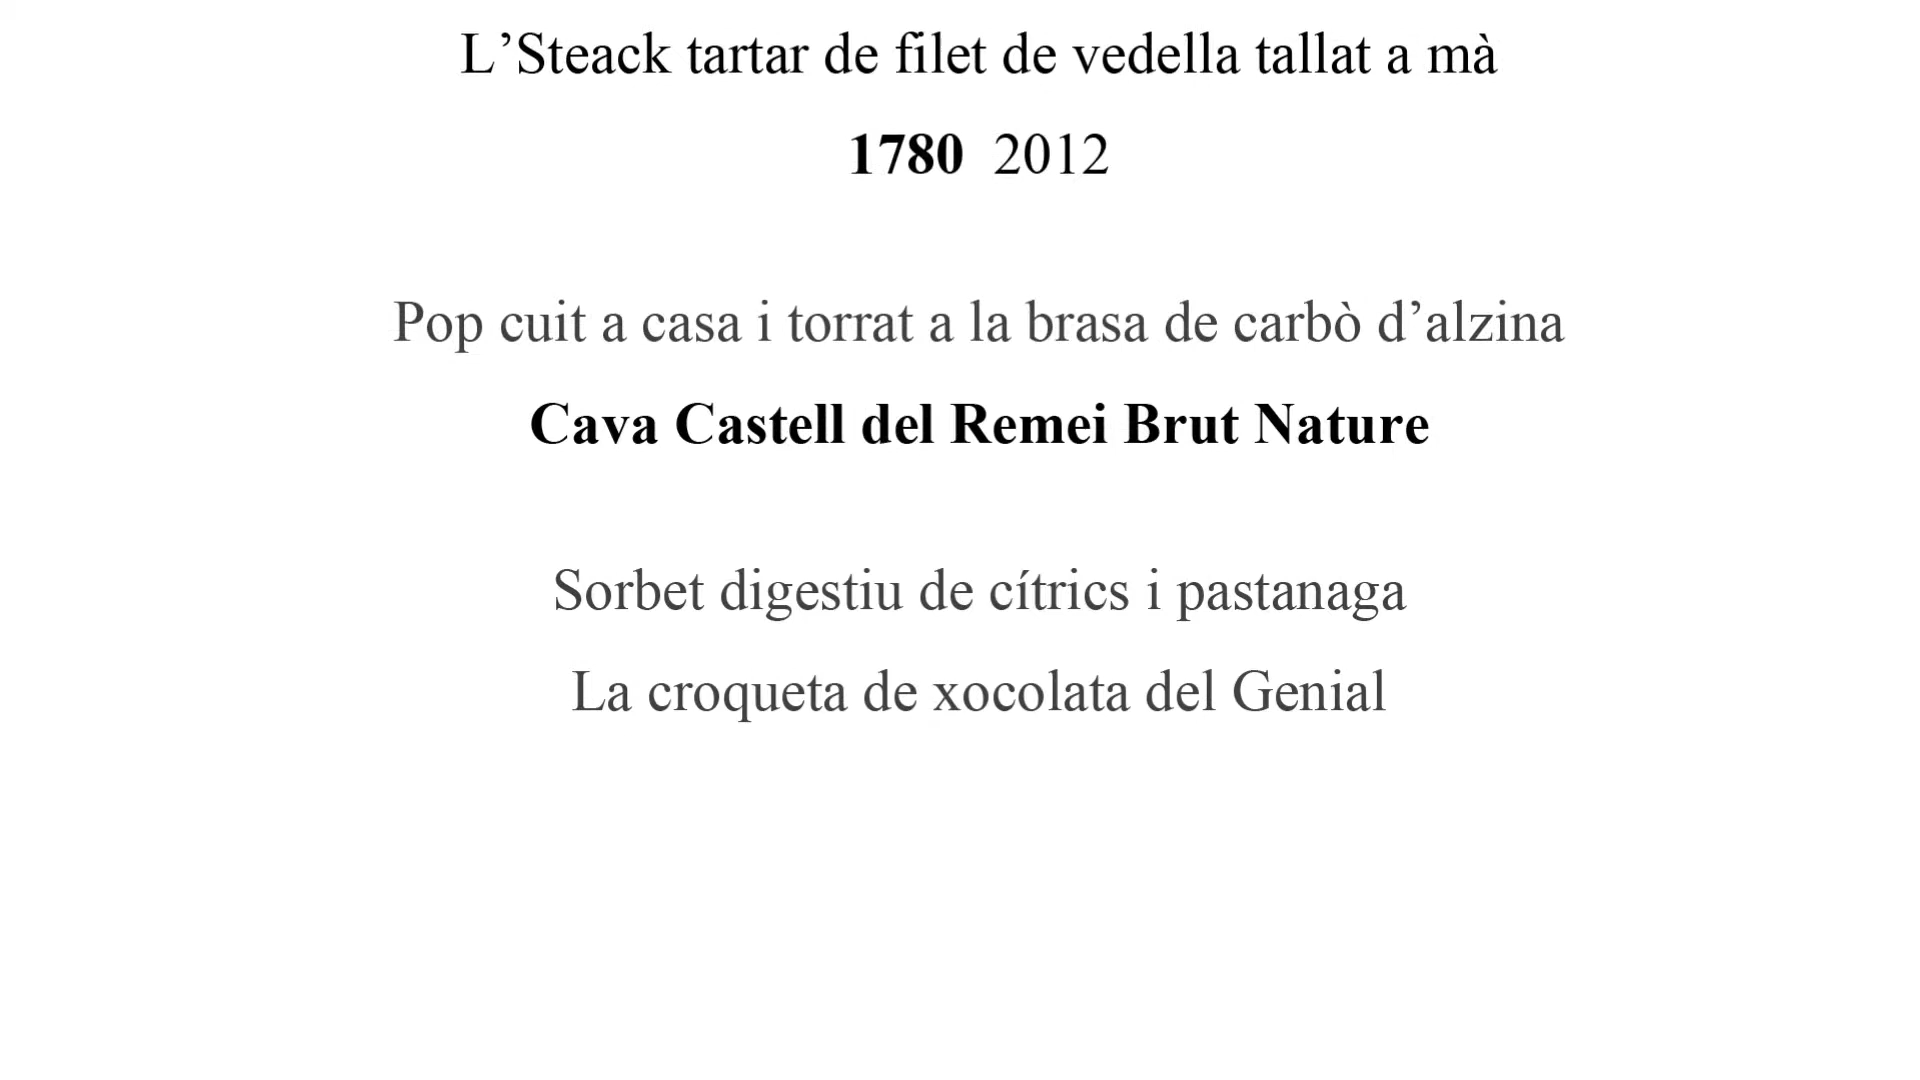 L’Steack tartar de filet de vedella tallat a mà
1780 2012
Pop cuit a casa i torrat a la brasa de carbò d’alzina
Cava Castell del Remei Brut Nature
Sorbet digestiu de cítrics i pastanaga
La croqueta de xocolata del Genial